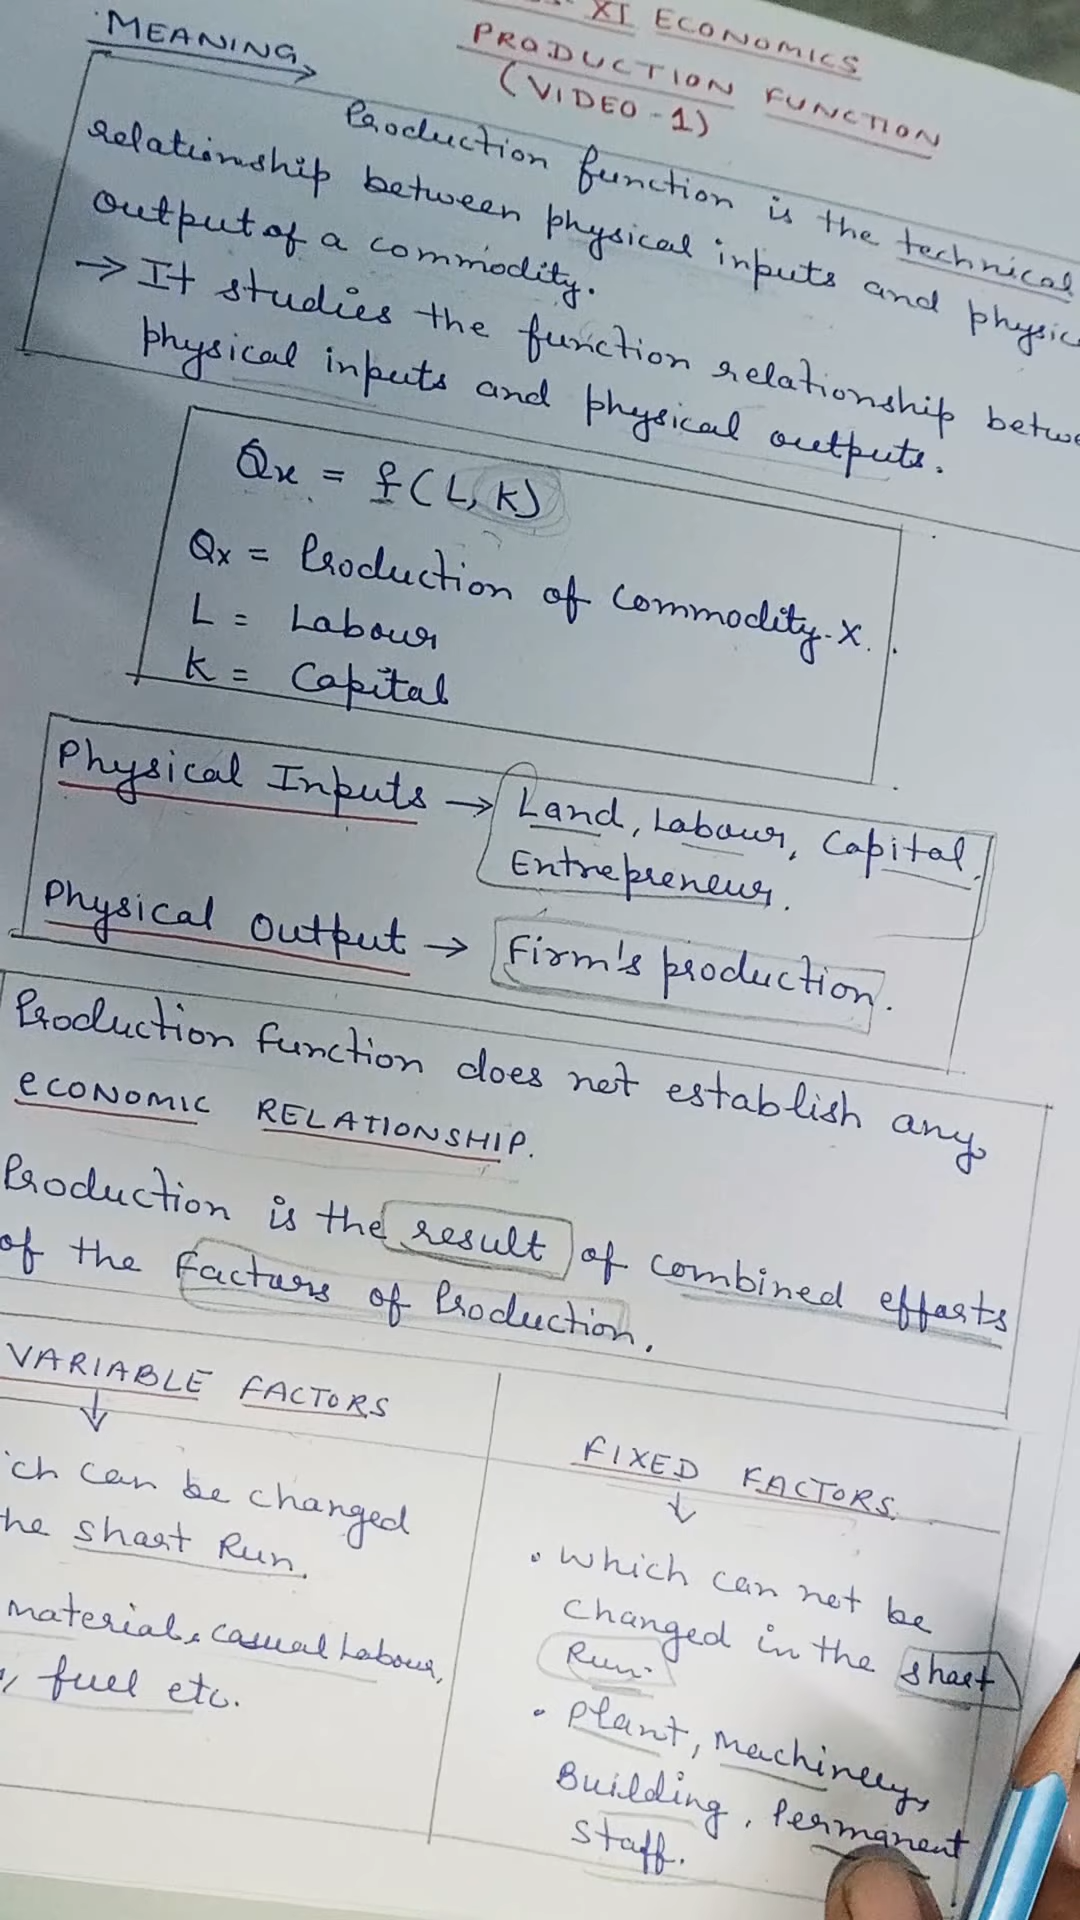 XI ECONOMICS
PRODUCTION FUNCTION
(VIDEO-1)
MEANING
Production function is the technical
relationship between physical inputs and
output of a commodity.
→ It studies the function relationship
physical inputs and physical outputs.
Qx = f(L, K)
Qx = Production of Commodity-X.
L = Labour
K = Capital
Physical Inputs → Land, Labour, Capital,
Entrepreneur.
Physical Output → Firm's production.
Production function does not establish any
ECONOMIC RELATIONSHIP.
Production is the result of combined efforts
of the factors of Production.
VARIABLE FACTORS
can be changed
short Run.
material, casual Labour,
fuel etc.
FIXED FACTORS.
• which can not be
changed in the short
Run.
• Plant, machinery,
Building, Permanent
staff.